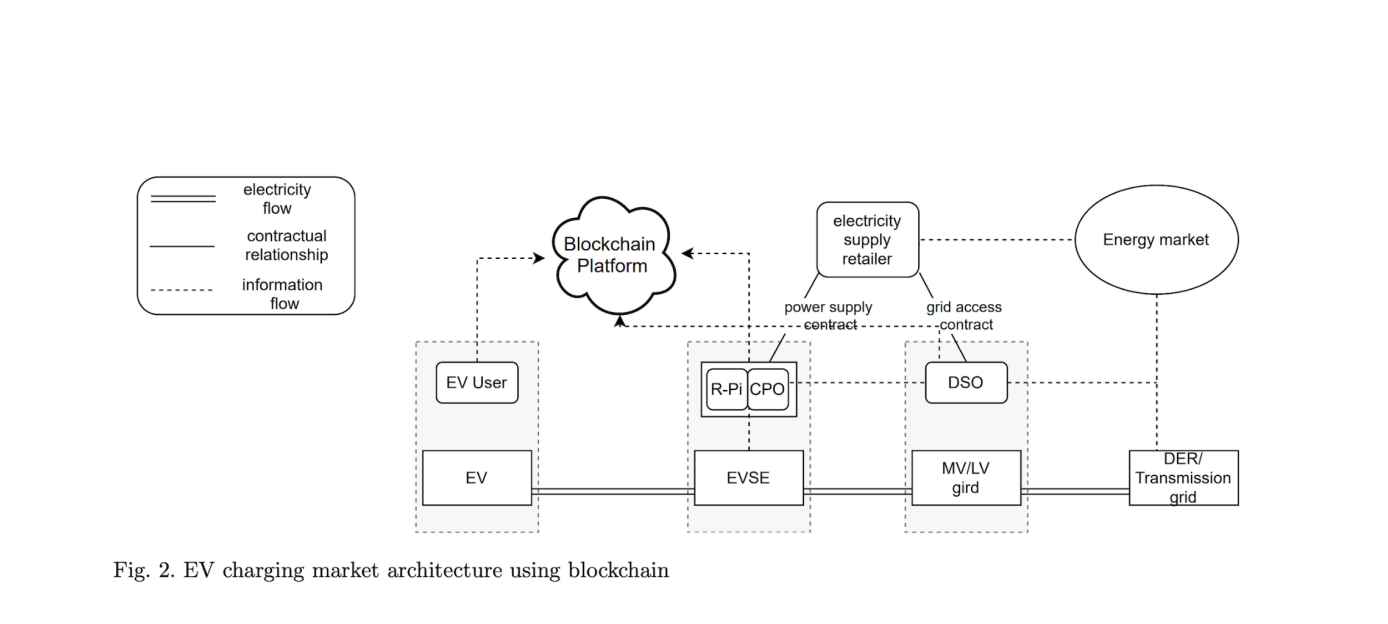 electricity
flow
contractual
relationship
information
flow
Blockchain
Platform
electricity
supply
retailer
Energy market
power supply
contract
grid access
contract
EV User
R-Pi
CPO
DSO
EV
EVSE
MV/LV
gird
DER/
Transmission
grid
Fig. 2. EV charging market architecture using blockchain